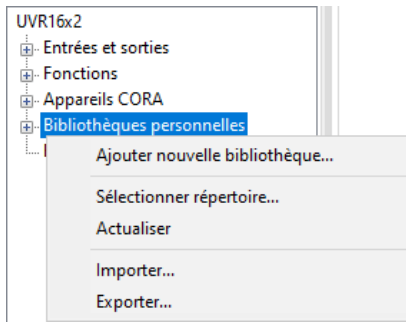 UVR16x2
Entrées et sorties
Fonctions
Appareils CORA
Bibliothèques personnelles
Ajouter nouvelle bibliothèque...
Sélectionner répertoire...
Actualiser
Importer...
Exporter...